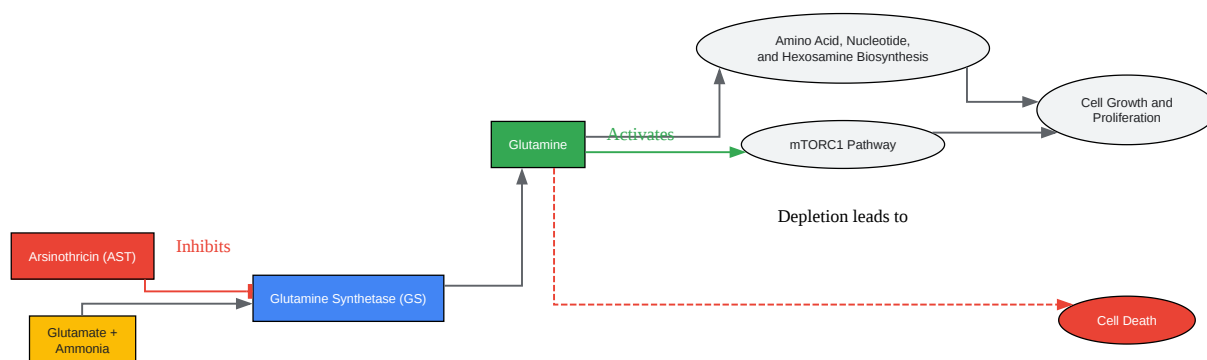 Amino Acid, Nucleotide,
and Hexosamine Biosynthesis
Cell Growth and
Proliferation
Glutamine
Activates
mTORC1 Pathway
Depletion leads to
Arsinothricin (AST)
Inhibits
Glutamine Synthetase (GS)
Glutamate +
Ammonia
Cell Death